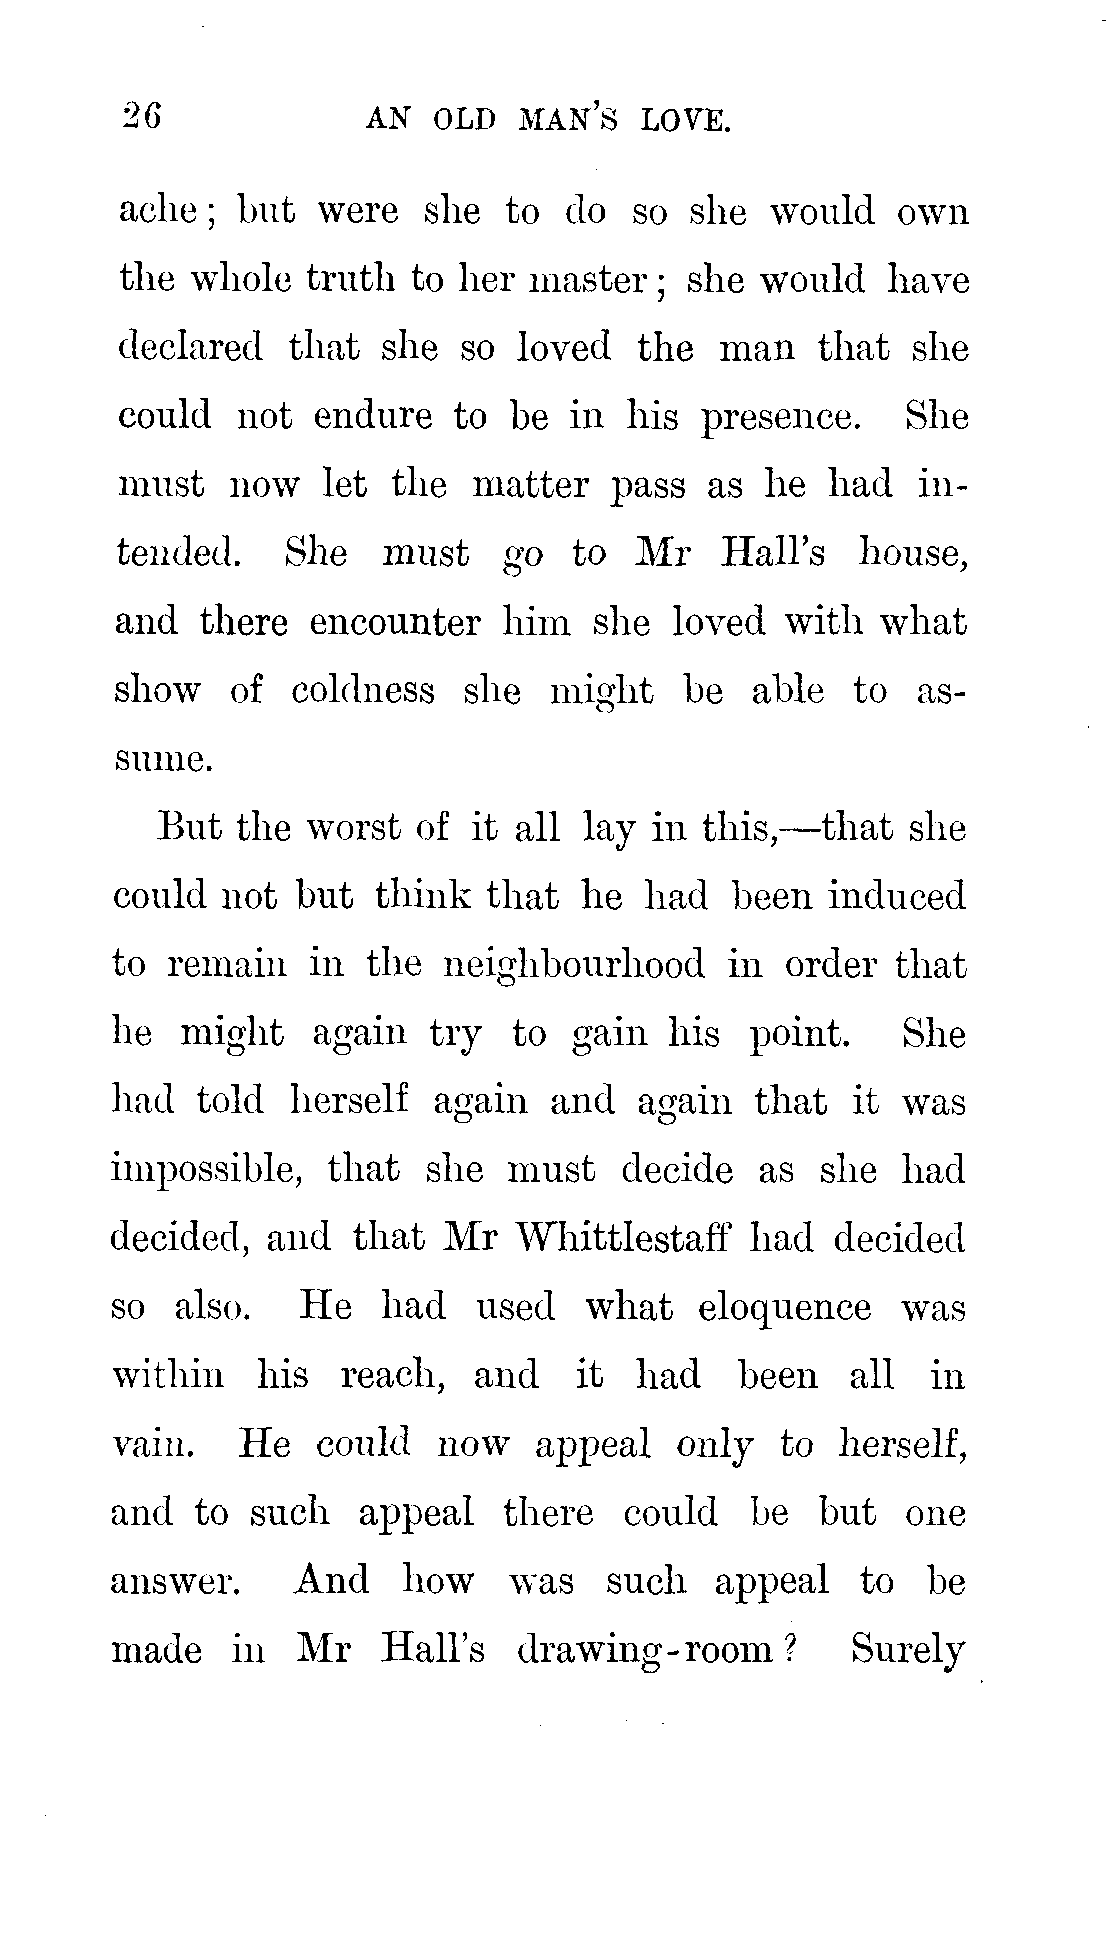 26 AN OLD MAN'S LOVE.
ache; but were she to do so she would own
the whole truth to her master; she would have
declared that she so loved the man that she
could not endure to be in his presence. She
must now let the matter pass as he had in-
tended. She must go to Mr Hall's house,
and there encounter him she loved with what
show of coldness she might be able to as-
sume.
But the worst of it all lay in this,—that she
could not but think that he had been induced
to remain in the neighbourhood in order that
he might again try to gain his point. She
had told herself again and again that it was
impossible, that she must decide as she had
decided, and that Mr Whittlestaff had decided
so also. He had used what eloquence was
within his reach, and it had been all in
vain. He could now appeal only to herself,
and to such appeal there could be but one
answer. And how was such appeal to be
made in Mr Hall's drawing-room? Surely